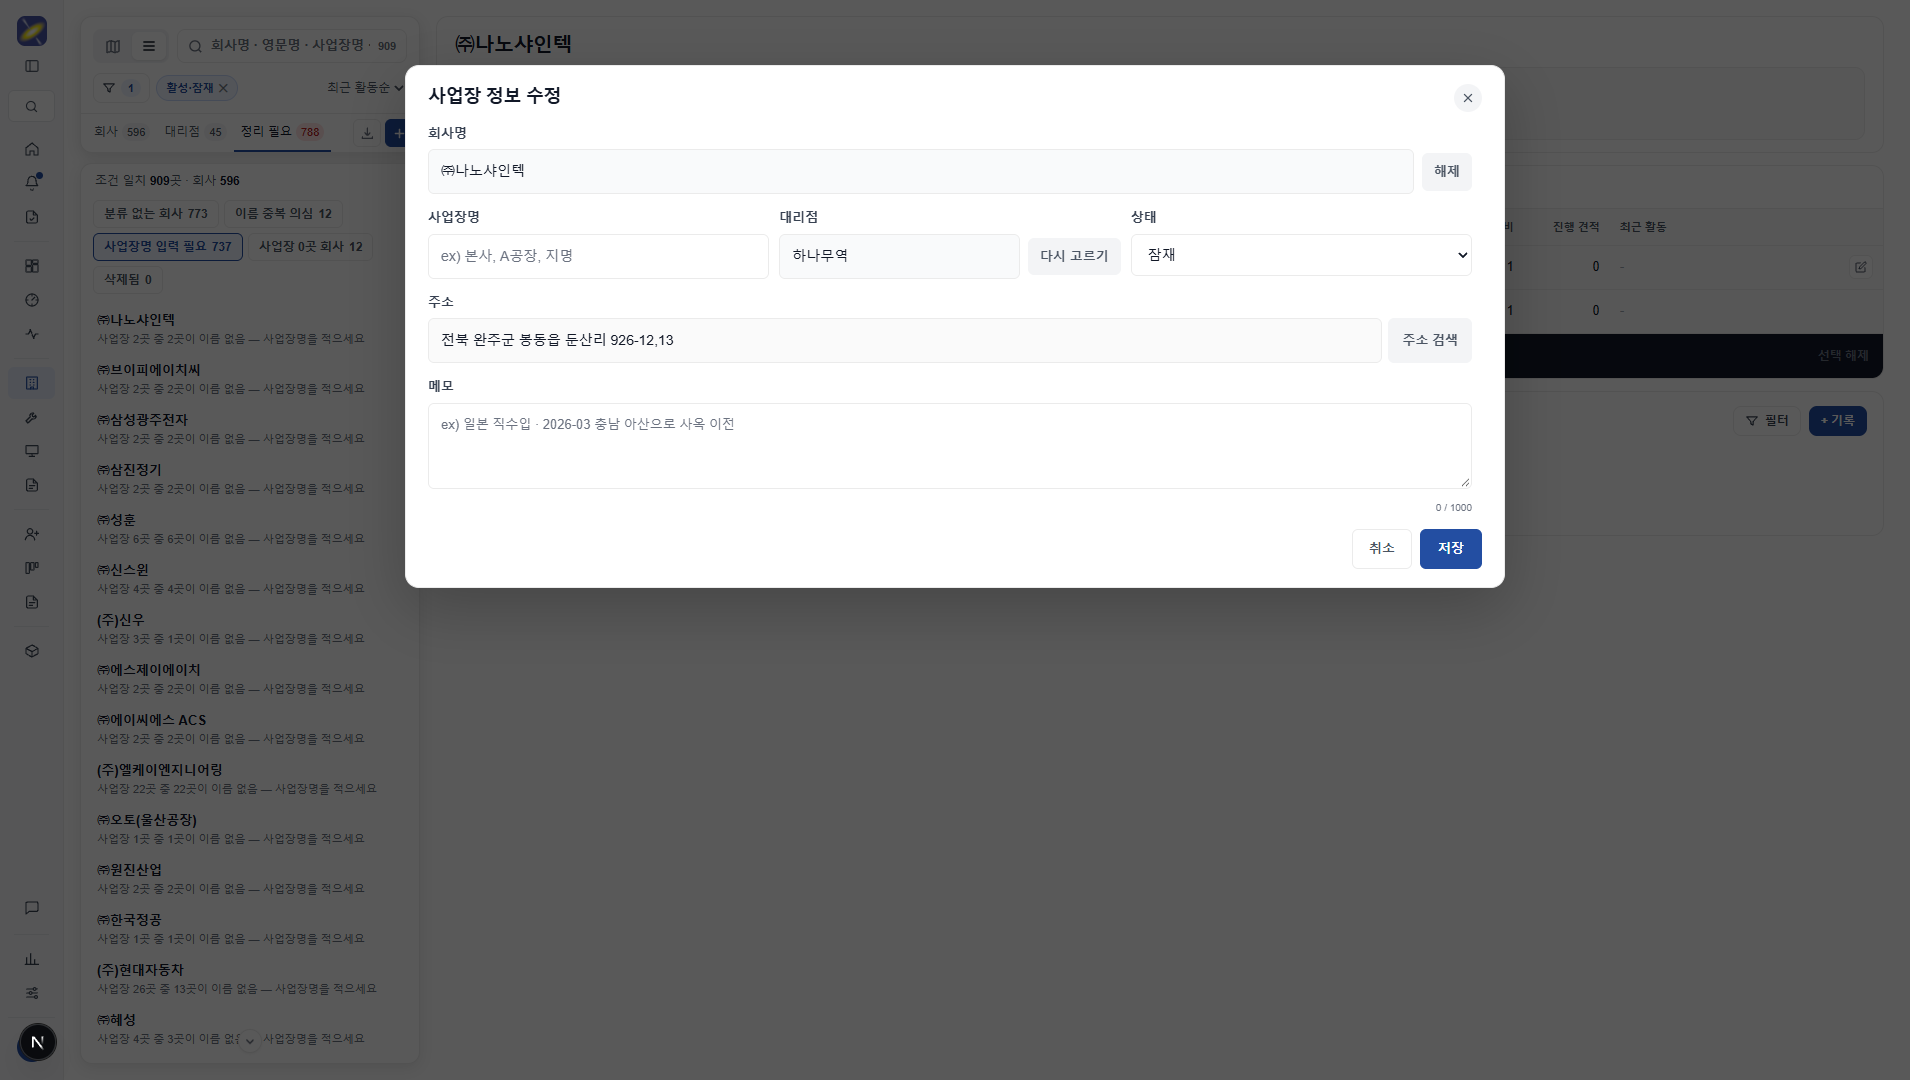 회사명 · 영문명 · 사업장명 · 909
1
활성·잠재
최근 활동순
회사 596
대리점 45
정리 필요 788
조건 일치 909곳 · 회사 596
분류 없는 회사 773
이름 중복 의심 12
사업장명 입력 필요 737
사업장 0곳 회사 12
삭제됨 0
㈜나노샤인텍
사업장 2곳 중 2곳이 이름 없음 — 사업장명을 적으세요
㈜브이피에이치씨
사업장 2곳 중 2곳이 이름 없음 — 사업장명을 적으세요
㈜삼성광주전자
사업장 2곳 중 2곳이 이름 없음 — 사업장명을 적으세요
㈜삼진정기
사업장 2곳 중 2곳이 이름 없음 — 사업장명을 적으세요
㈜성훈
사업장 6곳 중 6곳이 이름 없음 — 사업장명을 적으세요
㈜신스윈
사업장 4곳 중 4곳이 이름 없음 — 사업장명을 적으세요
(주)신우
사업장 3곳 중 1곳이 이름 없음 — 사업장명을 적으세요
㈜에스제이에이치
사업장 2곳 중 2곳이 이름 없음 — 사업장명을 적으세요
㈜에이씨에스 ACS
사업장 2곳 중 2곳이 이름 없음 — 사업장명을 적으세요
(주)엘케이엔지니어링
사업장 22곳 중 22곳이 이름 없음 — 사업장명을 적으세요
㈜오토(울산공장)
사업장 1곳 중 1곳이 이름 없음 — 사업장명을 적으세요
㈜원진산업
사업장 2곳 중 2곳이 이름 없음 — 사업장명을 적으세요
㈜한국정공
사업장 1곳 중 1곳이 이름 없음 — 사업장명을 적으세요
(주)현대자동차
사업장 26곳 중 13곳이 이름 없음 — 사업장명을 적으세요
㈜혜성
사업장 4곳 중 3곳이 이름 없 사업장명을 적으세요
N
㈜나노샤인텍
사업장 정보 수정
회사명
㈜나노샤인텍
해제
사업장명
대리점
상태
ex) 본사, A공장, 지명
하나무역
다시 고르기
잠재
주소
전북 완주군 봉동읍 둔산리 926-12,13
주소 검색
메모
ex) 일본 직수입 · 2026-03 충남 아산으로 사옥 이전
0 / 1000
취소
저장
비
진행 견적
최근 활동
1
0
-
1
0
-
선택 해제
필터
+ 기록